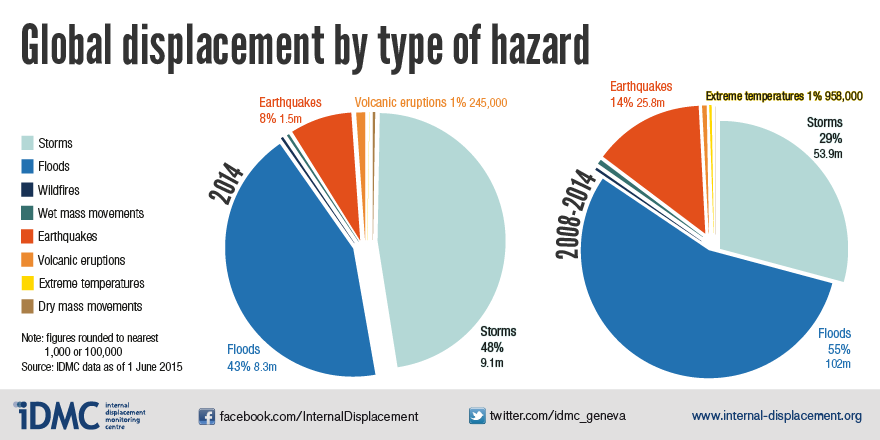 Global displacement by type of hazard
Storms
Floods
Wildfires
Wet mass movements
Earthquakes
Volcanic eruptions
Extreme temperatures
Dry mass movements
Note: figures rounded to nearest
1,000 or 100,000
Source: IDMC data as of 1 June 2015
2014
Earthquakes
8% 1.5m
Volcanic eruptions 1% 245,000
Storms
48%
9.1m
Floods
43% 8.3m
2008-2014
Earthquakes
14% 25.8m
Extreme temperatures 1% 958,000
Storms
29%
53.9m
Floods
55%
102m
iDMC
internal
displacement
monitoring
centre
facebook.com/InternalDisplacement
twitter.com/idmc_geneva
www.internal-displacement.org